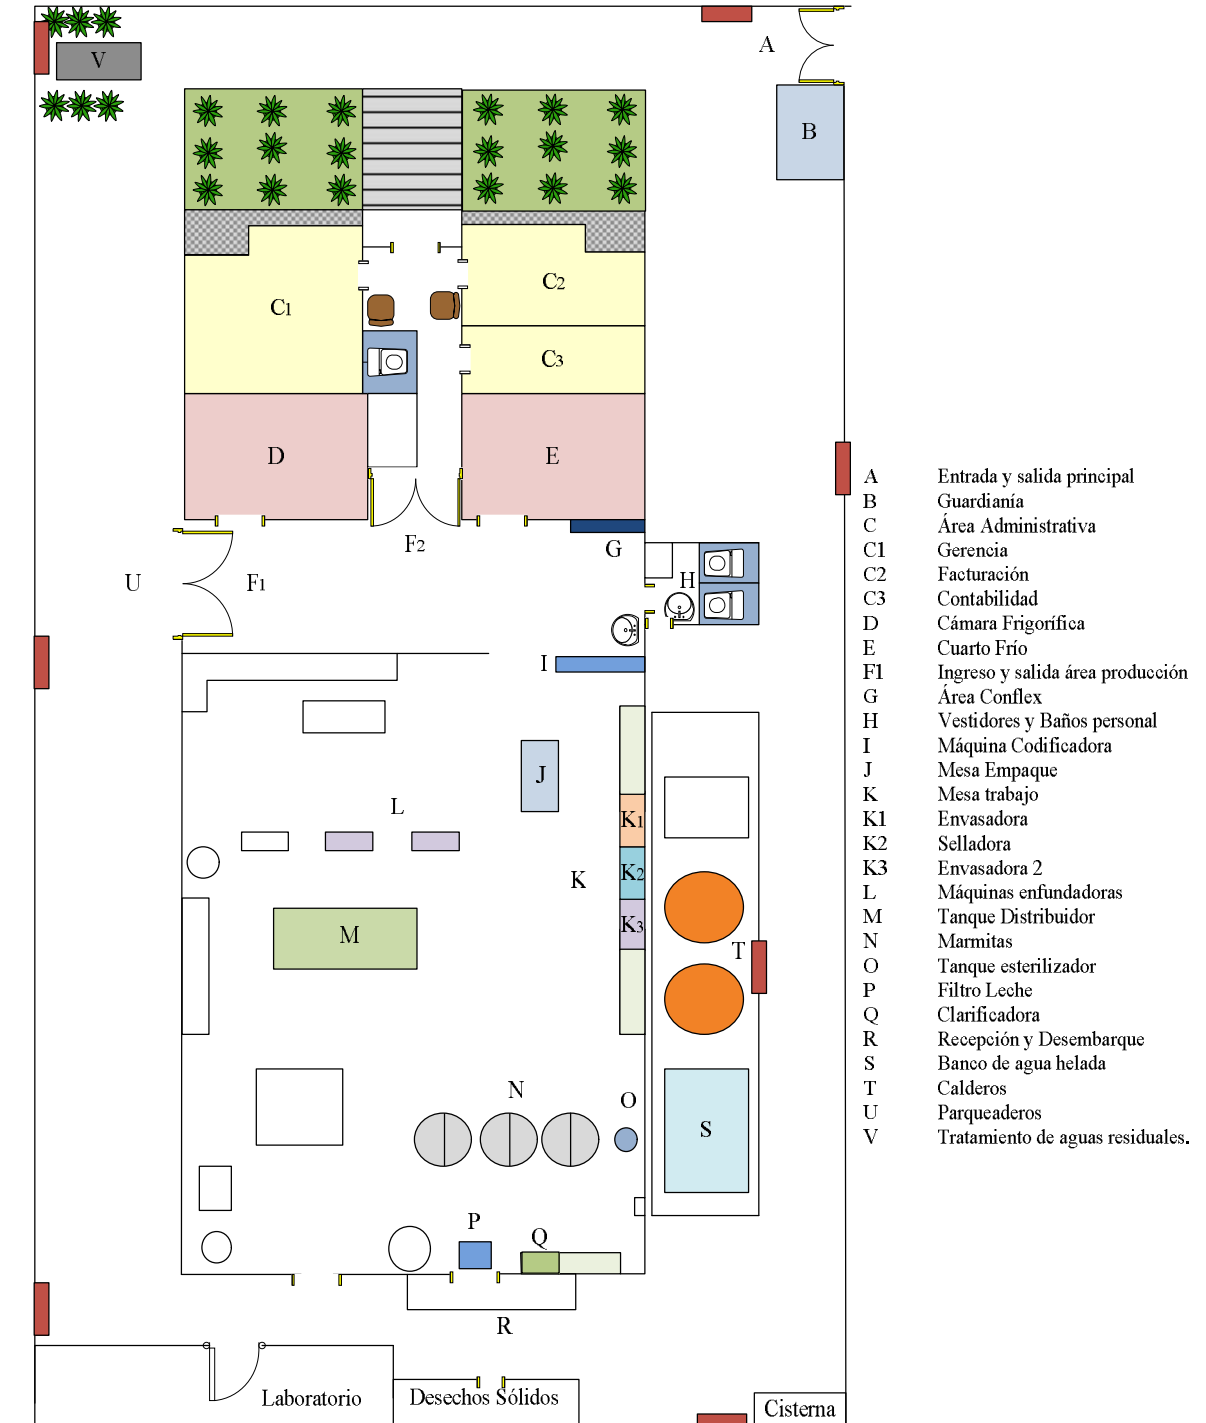 A
V
B
C2
C1
C3
D
E
F2
G
U
F1
H
I
J
L
K1
K2
K
K3
M
T
N
O
S
P
Q
R
Laboratorio
Desechos Sólidos
Cisterna
A Entrada y salida principal
B Guardianía
C Área Administrativa
C1 Gerencia
C2 Facturación
C3 Contabilidad
D Cámara Frigorífica
E Cuarto Frío
F1 Ingreso y salida área producción
G Área Conflex
H Vestidores y Baños personal
I Máquina Codificadora
J Mesa Empaque
K Mesa trabajo
K1 Envasadora
K2 Selladora
K3 Envasadora 2
L Máquinas enfundadoras
M Tanque Distribuidor
N Marmitas
O Tanque esterilizador
P Filtro Leche
Q Clarificadora
R Recepción y Desembarque
S Banco de agua helada
T Calderos
U Parqueaderos
V Tratamiento de aguas residuales.